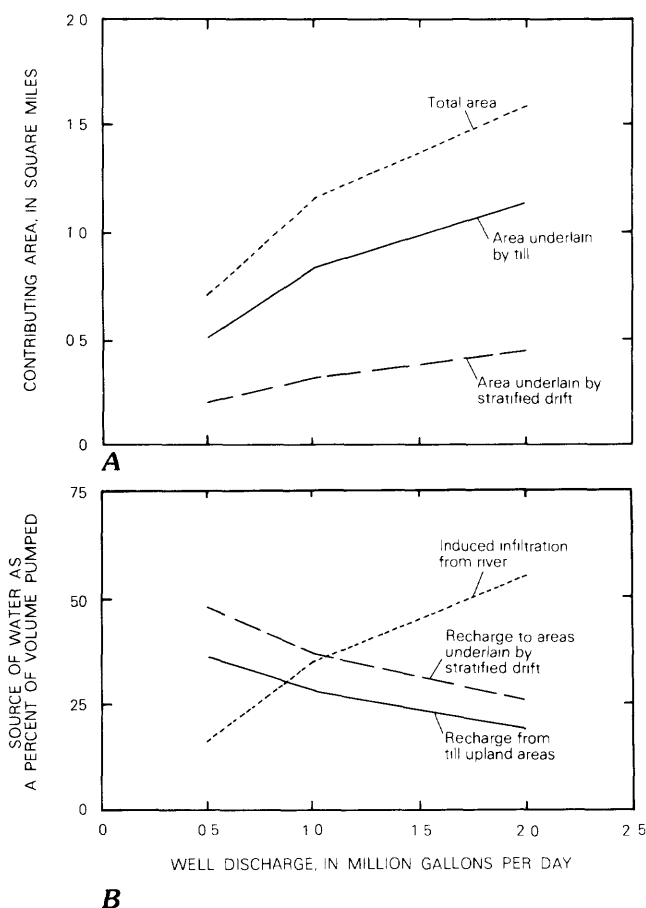 2 0
1 5
1 0
0 5
0
CONTRIBUTING AREA, IN SQUARE MILES
Total area
Area underlain
by till
Area underlain by
stratified drift
A
75
50
25
0
SOURCE OF WATER AS
A PERCENT OF VOLUME PUMPED
Induced infiltration
from river
Recharge to areas
underlain by
stratified drift
Recharge from
till upland areas
0 0 5 1 0 1 5 2 0 2 5
WELL DISCHARGE, IN MILLION GALLONS PER DAY
B